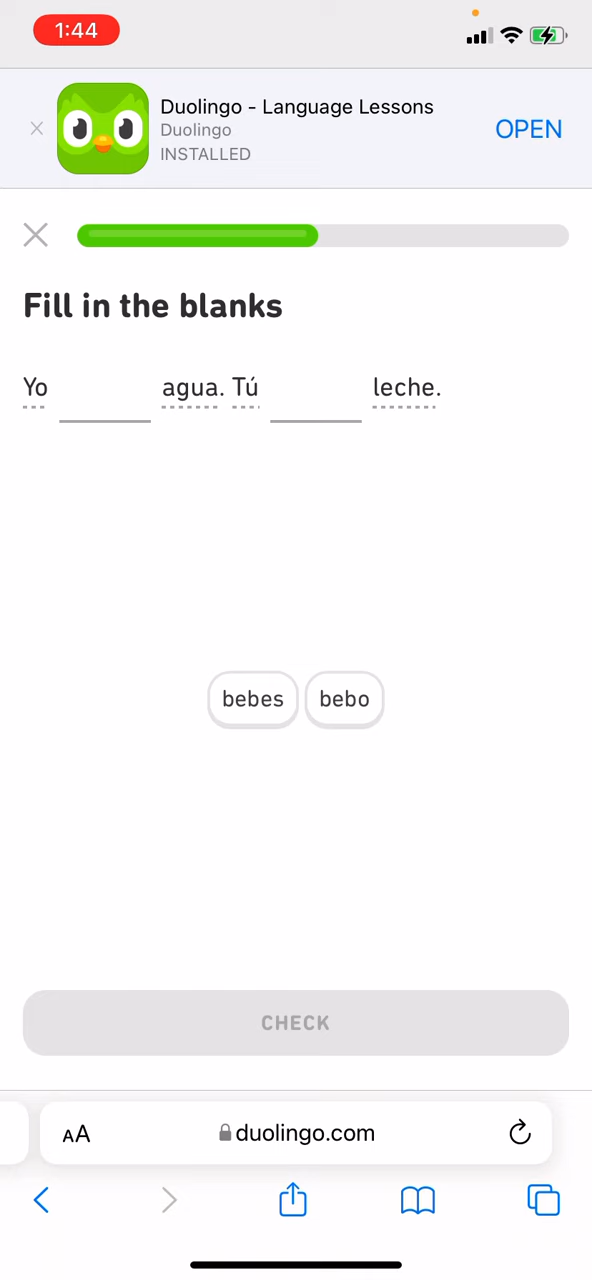 1:44
Duolingo - Language Lessons
Duolingo
INSTALLED
OPEN
Fill in the blanks
Yo agua. Tú leche.
bebes bebo
CHECK
AA duolingo.com